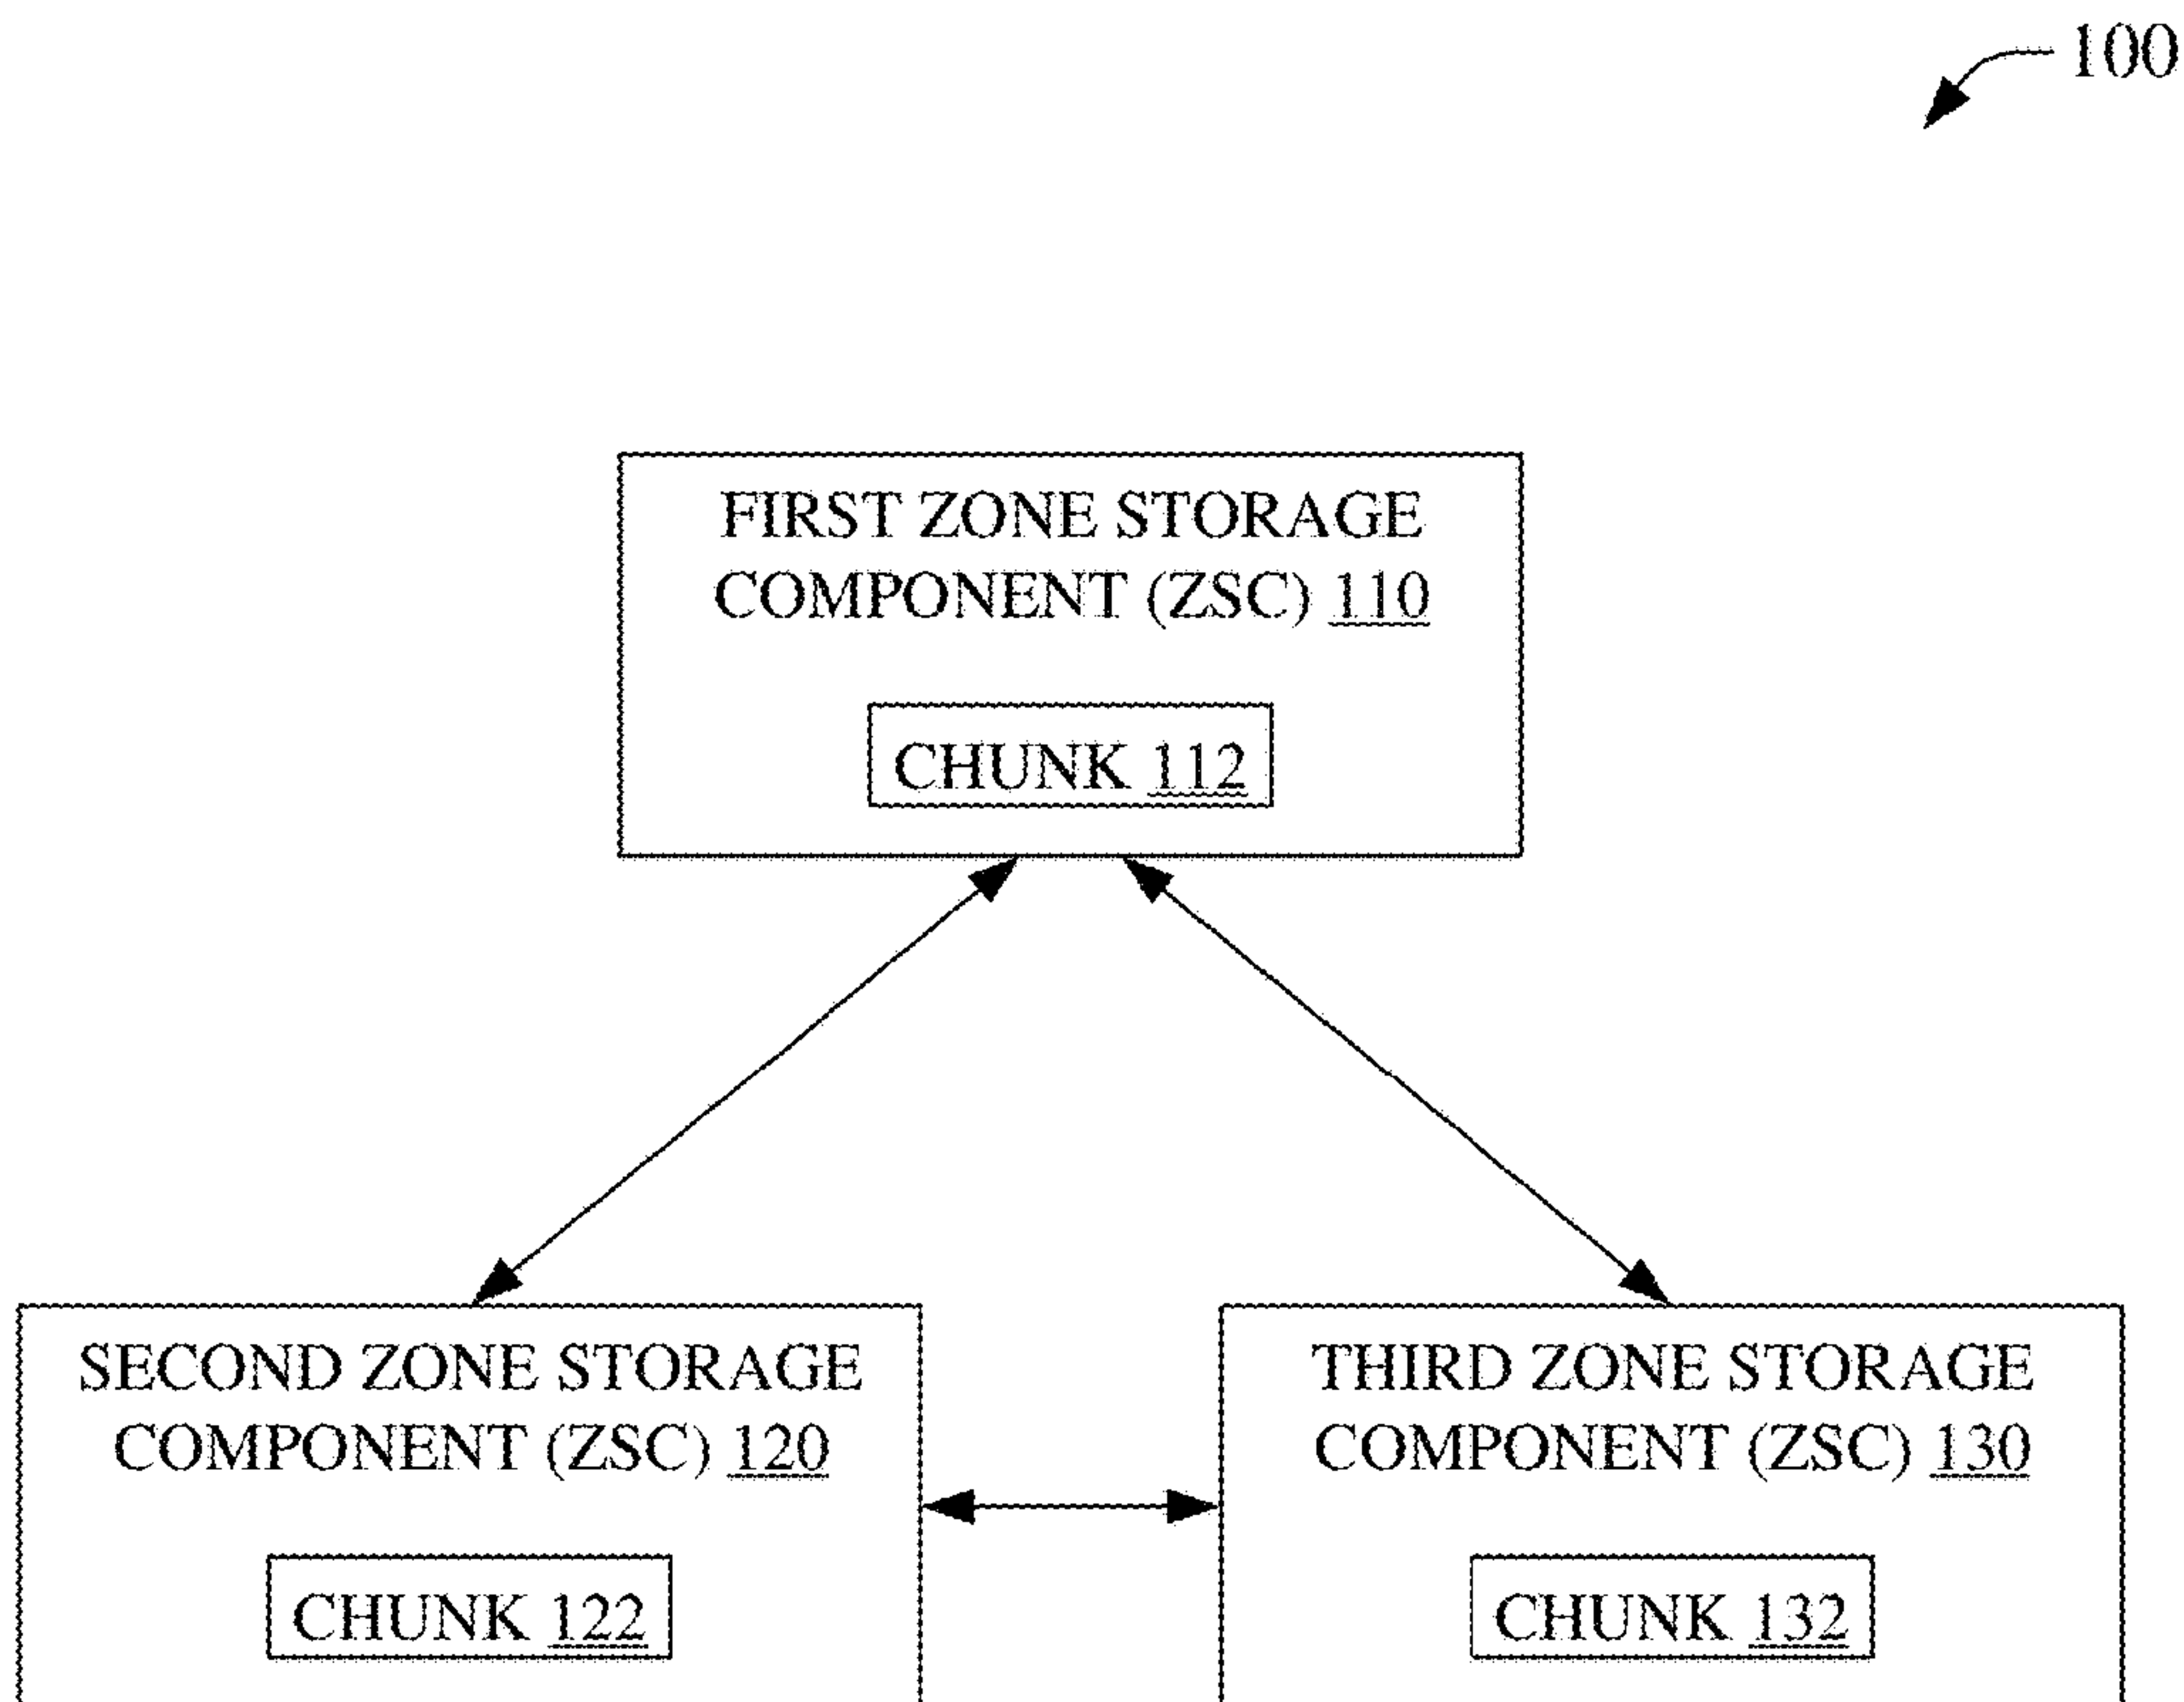 100
FIRST ZONE STORAGE
COMPONENT (ZSC) 110
CHUNK 112
SECOND ZONE STORAGE
COMPONENT (ZSC) 120
CHUNK 122
THIRD ZONE STORAGE
COMPONENT (ZSC) 130
CHUNK 132